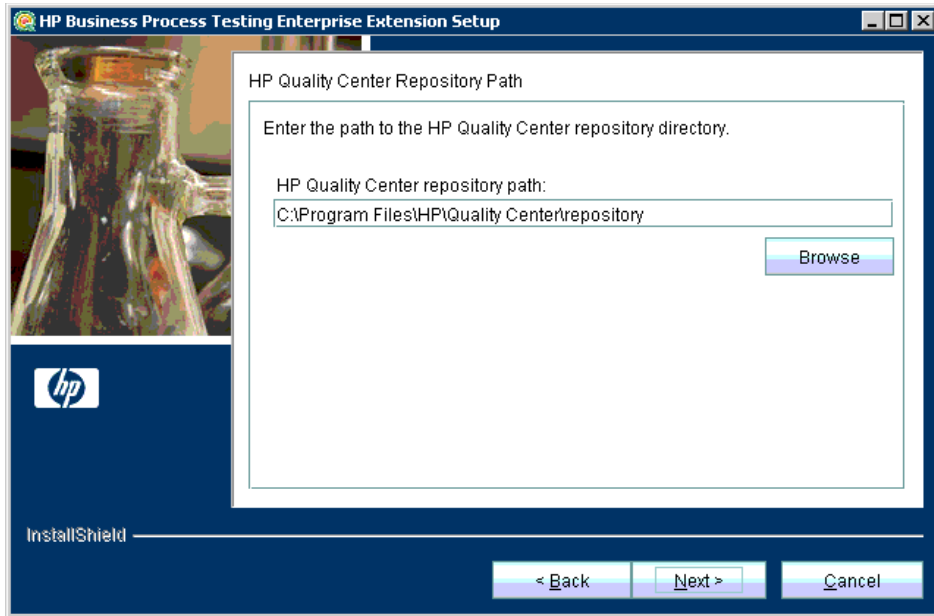 HP Business Process Testing Enterprise Extension Setup
HP Quality Center Repository Path
Enter the path to the HP Quality Center repository directory.
HP Quality Center repository path:
C:\Program Files\HP\Quality Center\repository
Browse
hp
InstallShield
< Back
Next >
Cancel